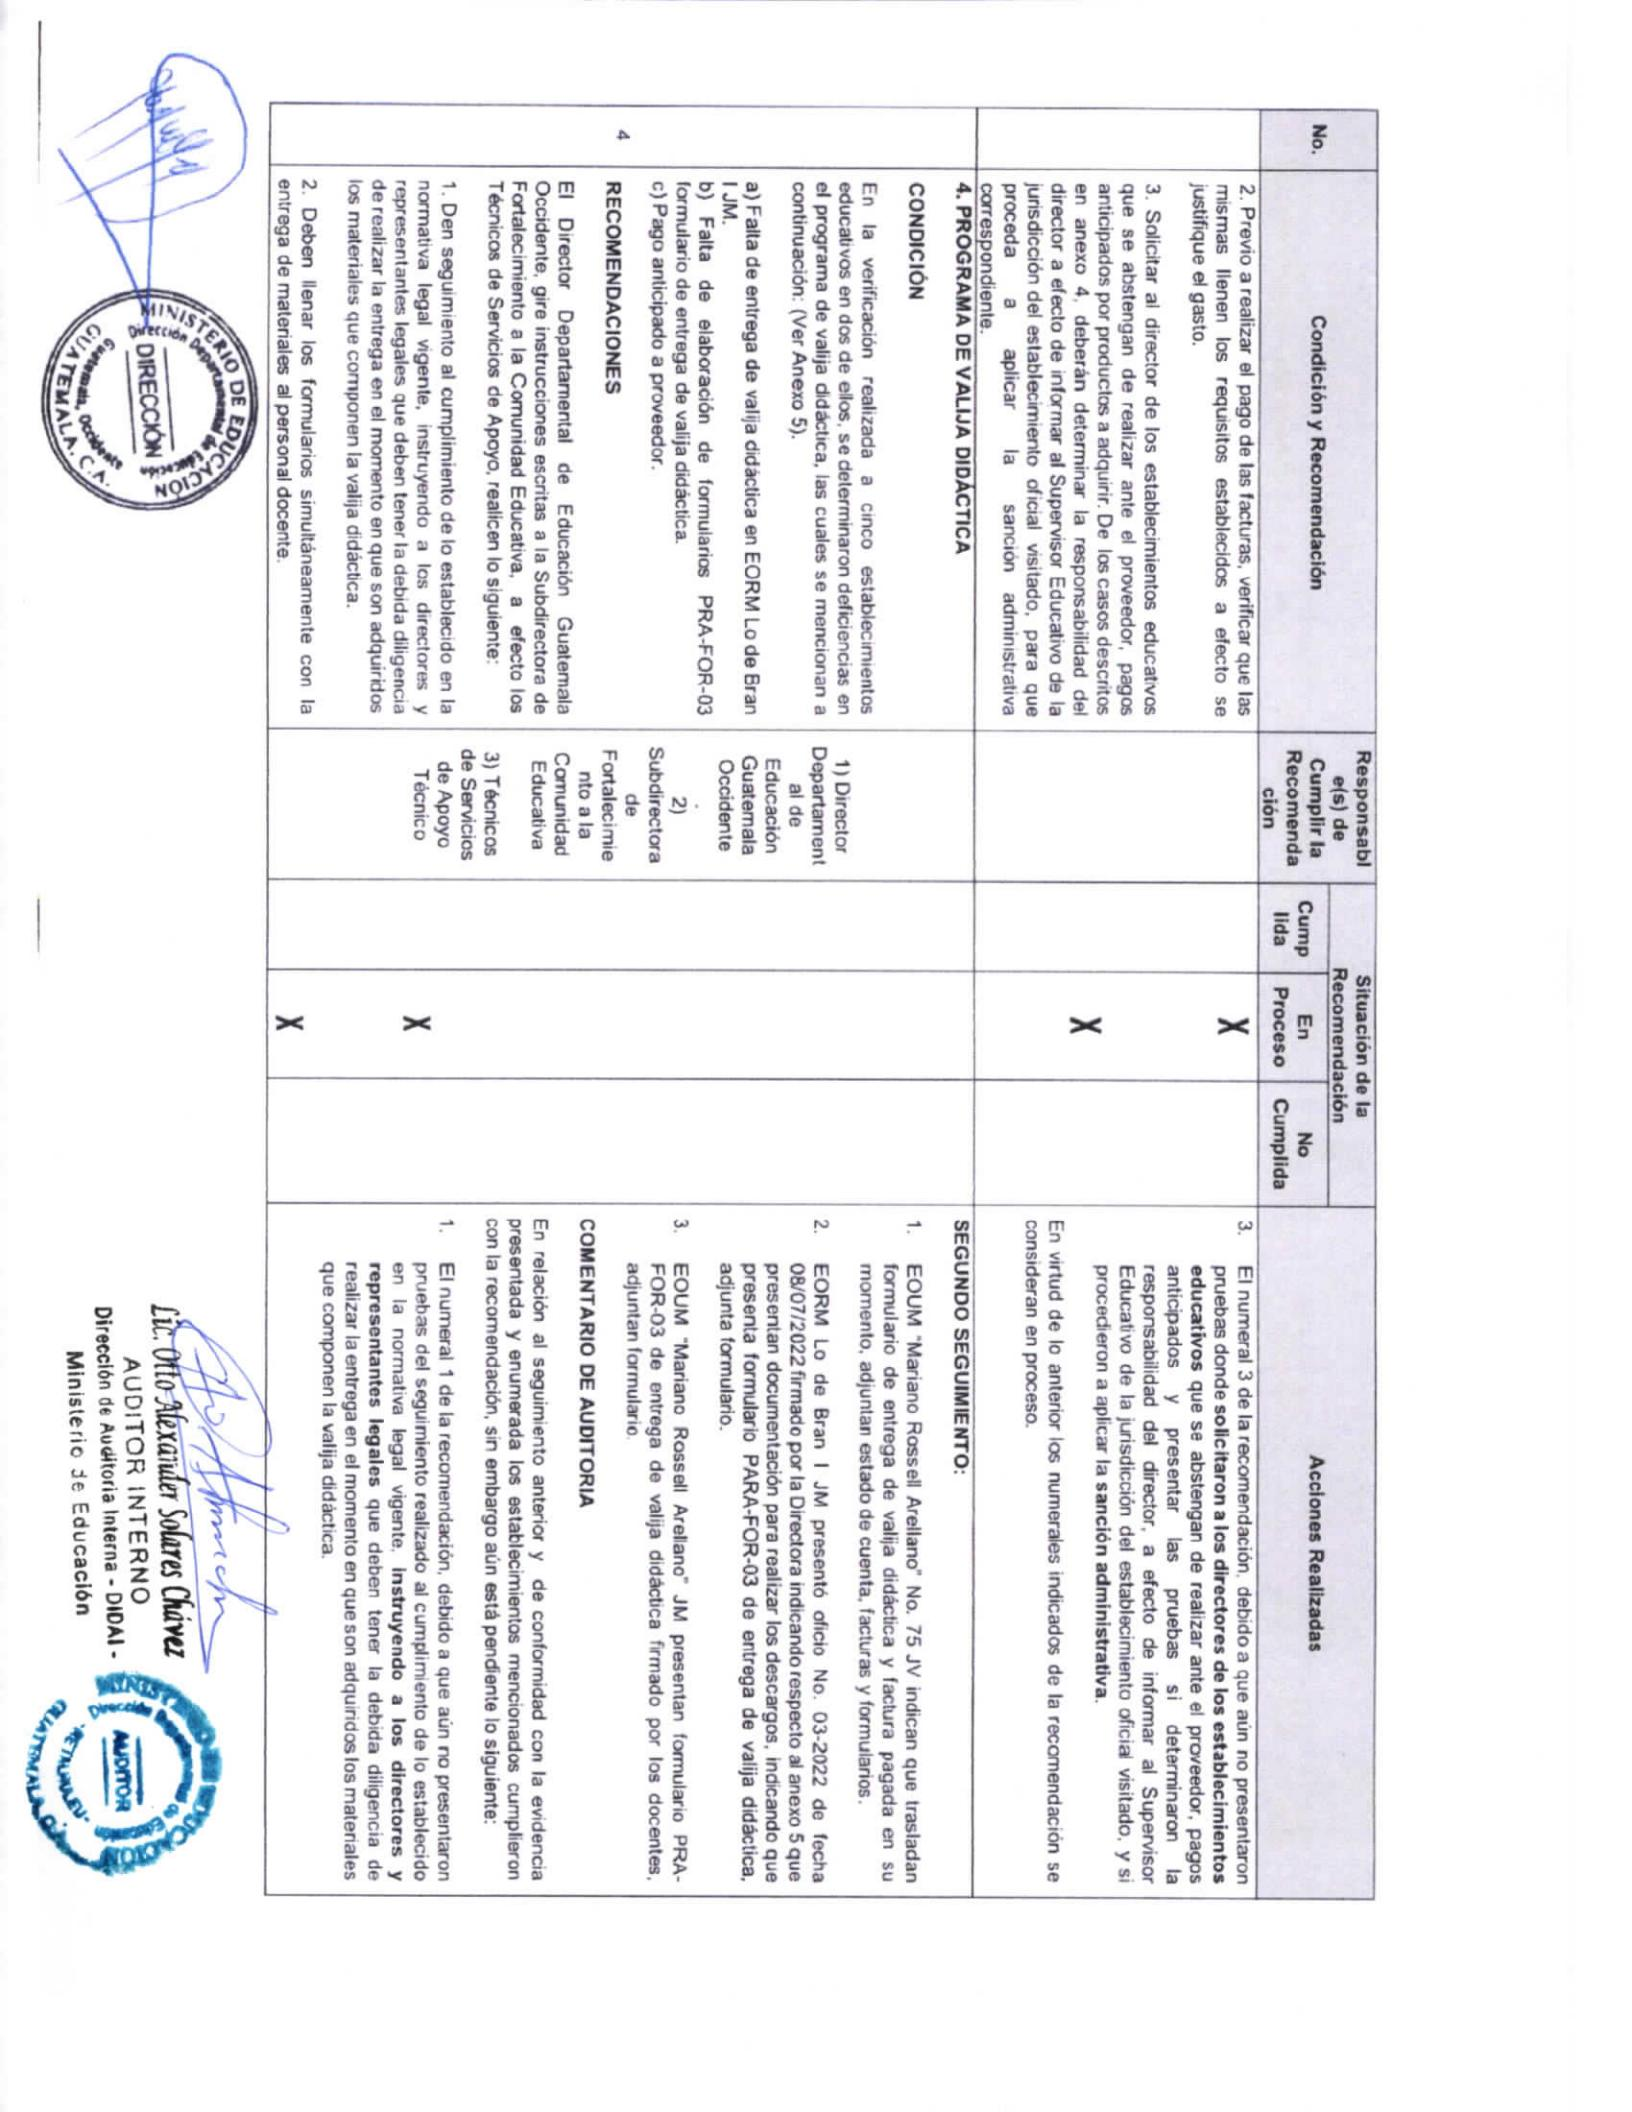 No.
Condición y Recomendación
Responsabl
e(s) de
Cumplir la
Recomenda
ción
Situación de la
Recomendación
Cump
lida
En
Proceso
No
Cumplida
Acciones Realizadas
2. Previo a realizar el pago de las facturas, verificar que las
mismas llenen los requisitos establecidos a efecto se
justifique el gasto.
X
3. Solicitar al director de los establecimientos educativos
que se abstengan de realizar ante el proveedor, pagos
anticipados por productos a adquirir. De los casos descritos
en anexo 4, deberán determinar la responsabilidad del
director a efecto de informar al Supervisor Educativo de la
jurisdicción del establecimiento oficial visitado, para que
proceda a aplicar la sanción administrativa
correspondiente.
X
3. El numeral 3 de la recomendación, debido a que aún no presentaron
pruebas donde solicitaron a los directores de los establecimientos
educativos que se abstengan de realizar ante el proveedor, pagos
anticipados y presentar las pruebas si determinaron la
responsabilidad del director, a efecto de informar al Supervisor
Educativo de la jurisdicción del establecimiento oficial visitado, y si
procedieron a aplicar la sanción administrativa.
En virtud de lo anterior los numerales indicados de la recomendación se
consideran en proceso.
4
4. PROGRAMA DE VALIJA DIDÁCTICA
CONDICIÓN
En la verificación realizada a cinco establecimientos
educativos en dos de ellos, se determinaron deficiencias en
el programa de valija didáctica, las cuales se mencionan a
continuación: (Ver Anexo 5).
a) Falta de entrega de valija didáctica en EORM Lo de Bran
I JM.
b) Falta de elaboración de formularios PRA-FOR-03
formulario de entrega de valija didáctica.
c) Pago anticipado a proveedor.
RECOMENDACIONES
El Director Departamental de Educación Guatemala
Occidente, gire instrucciones escritas a la Subdirectora de
Fortalecimiento a la Comunidad Educativa, a efecto los
Técnicos de Servicios de Apoyo, realicen lo siguiente:
1. Den seguimiento al cumplimiento de lo establecido en la
normativa legal vigente, instruyendo a los directores y
representantes legales que deben tener la debida diligencia
de realizar la entrega en el momento en que son adquiridos
los materiales que componen la valija didáctica.
2. Deben llenar los formularios simultáneamente con la
entrega de materiales al personal docente.
1) Director
Departament
al de
Educación
Guatemala
Occidente
.
2)
Subdirectora
de
Fortalecimie
nto a la
Comunidad
Educativa
3) Técnicos
de Servicios
de Apoyo
Técnico
X
X
SEGUNDO SEGUIMIENTO:
1. EOUM "Mariano Rossell Arellano" No. 75 JV indican que trasladan
formulario de entrega de valija didáctica y factura pagada en su
momento, adjuntan estado de cuenta, facturas y formularios.
2. EORM Lo de Bran I JM presentó oficio No. 03-2022 de fecha
08/07/2022 firmado por la Directora indicando respecto al anexo 5 que
presentan documentación para realizar los descargos, indicando que
presenta formulario PARA-FOR-03 de entrega de valija didáctica,
adjunta formulario.
3. EOUM "Mariano Rossell Arellano" JM presentan formulario PRA-
FOR-03 de entrega de valija didáctica firmado por los docentes,
adjuntan formulario.
COMENTARIO DE AUDITORIA
En relación al seguimiento anterior y de conformidad con la evidencia
presentada y enumerada los establecimientos mencionados cumplieron
con la recomendación, sin embargo aún está pendiente lo siguiente:
1. El numeral 1 de la recomendación, debido a que aún no presentaron
pruebas del seguimiento realizado al cumplimiento de lo establecido
en la normativa legal vigente, instruyendo a los directores y
representantes legales que deben tener la debida diligencia de
realizar la entrega en el momento en que son adquiridos los materiales
que componen la valija didáctica.
MINISTERIO DE EDUCACIÓN
Dirección Departamental de Educación
DIRECCIÓN
Guatemala, Occidente
GUATEMALA, C.A.
Lic. Otto Alexander Solares Chávez
AUDITOR INTERNO
Dirección de Auditoria Interna - DIDAI -
Ministerio de Educación
MINISTERIO DE EDUCACIÓN
Dirección Departamental de Educación
AUDITOR
GUATEMALA, C.A.